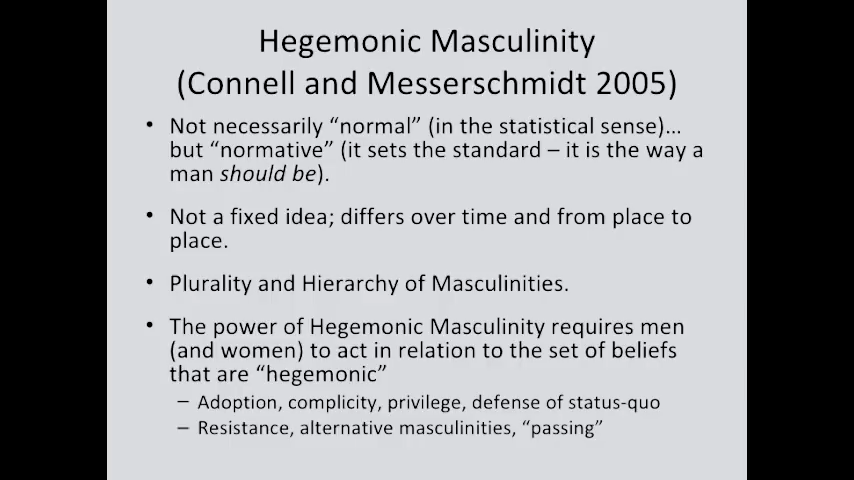 Hegemonic Masculinity
(Connell and Messerschmidt 2005)
• Not necessarily “normal” (in the statistical sense)…
but “normative” (it sets the standard – it is the way a
man should be).
• Not a fixed idea; differs over time and from place to
place.
• Plurality and Hierarchy of Masculinities.
• The power of Hegemonic Masculinity requires men
(and women) to act in relation to the set of beliefs
that are “hegemonic”
– Adoption, complicity, privilege, defense of status-quo
– Resistance, alternative masculinities, “passing”